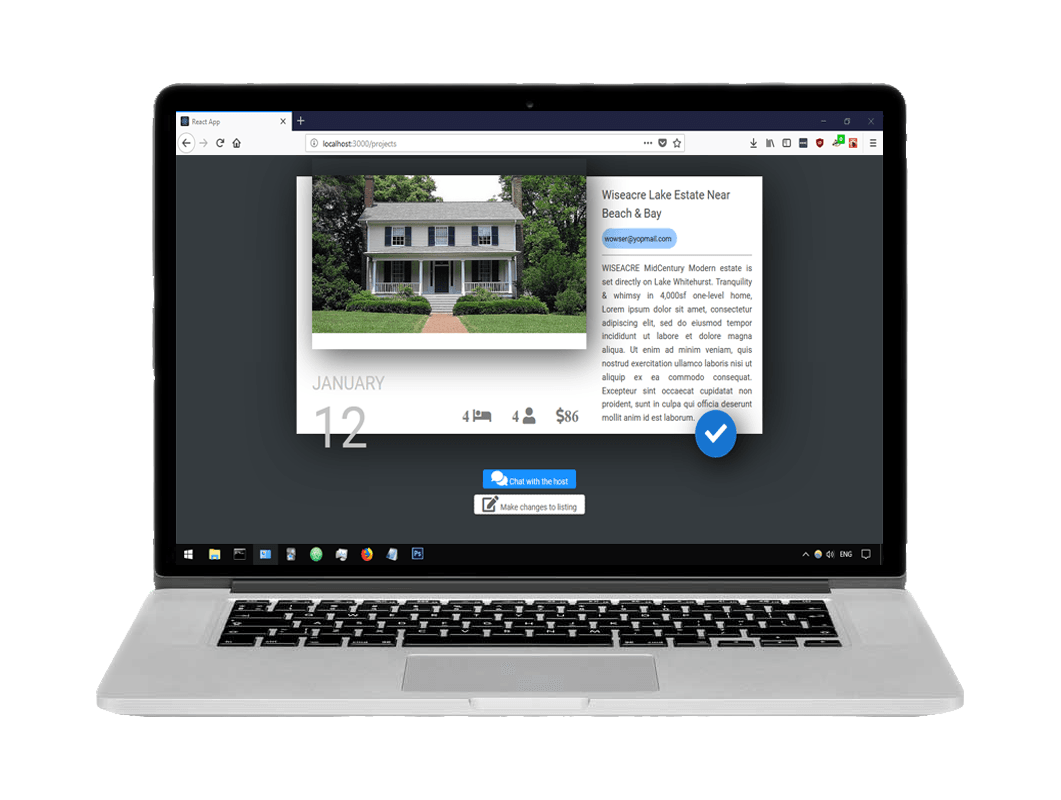 React App
localhost:3000/projects
Wiseacre Lake Estate Near
Beach & Bay
wowser@yopmail.com
WISEACRE MidCentury Modern estate is
set directly on Lake Whitehurst. Tranquility
& whimsy in 4,000sf one-level home,
Lorem ipsum dolor sit amet, consectetur
adipiscing elit, sed do eiusmod tempor
incididunt ut labore et dolore magna
aliqua. Ut enim ad minim veniam, quis
nostrud exercitation ullamco laboris nisi ut
aliquip ex ea commodo consequat.
Excepteur sint occaecat cupidatat non
proident, sunt in culpa qui officia deserunt
mollit anim id est laborum.
JANUARY
12
4
4
$86
Chat with the host
Make changes to listing
Ps
ENG